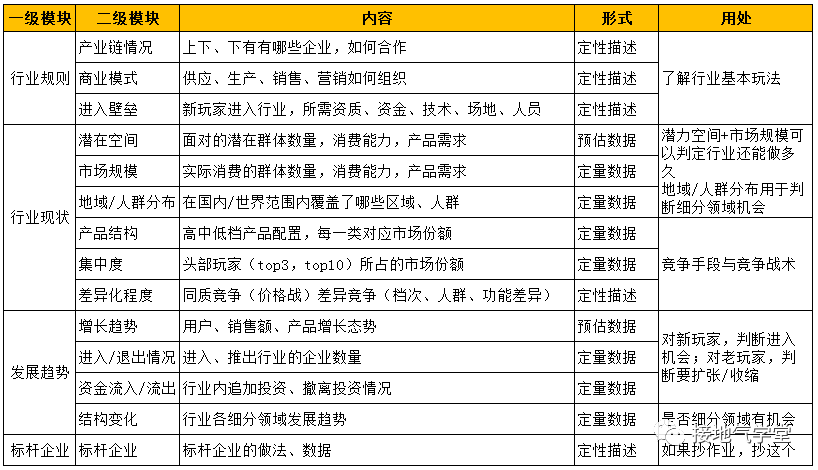 一级模块 二级模块 内容 形式 用处
行业规则 产业链情况 上下、下有有哪些企业，如何合作 定性描述 了解行业基本玩法
商业模式 供应、生产、销售、营销如何组织 定性描述
进入壁垒 新玩家进入行业，所需资质、资金、技术、场地、人员 定性描述
行业现状 潜在空间 面对的潜在群体数量，消费能力，产品需求 预估数据 潜力空间+市场规模可
以判定行业还能做多
久
地域/人群分布用于判
断细分领域机会
市场规模 实际消费的群体数量，消费能力，产品需求 定量数据
地域/人群分布 在国内/世界范围内覆盖了哪些区域、人群 定量数据
产品结构 高中低档产品配置，每一类对应市场份额 定量数据 竞争手段与竞争战术
集中度 头部玩家（top3，top10）所占的市场份额 定量数据
差异化程度 同质竞争（价格战）差异竞争（档次、人群、功能差异） 定性描述
发展趋势 增长趋势 用户、销售额、产品增长态势 预估数据 对新玩家，判断进入
机会；对老玩家，判
断要扩张/收缩
进入/退出情况 进入、推出行业的企业数量 定量数据
资金流入/流出 行业内追加投资、撤离投资情况 定量数据
结构变化 行业各细分领域发展趋势 定量数据 是否细分领域有机会
标杆企业 标杆企业 标杆企业的做法、数据 定性描述 如果抄作业，抄这个
接地气学堂